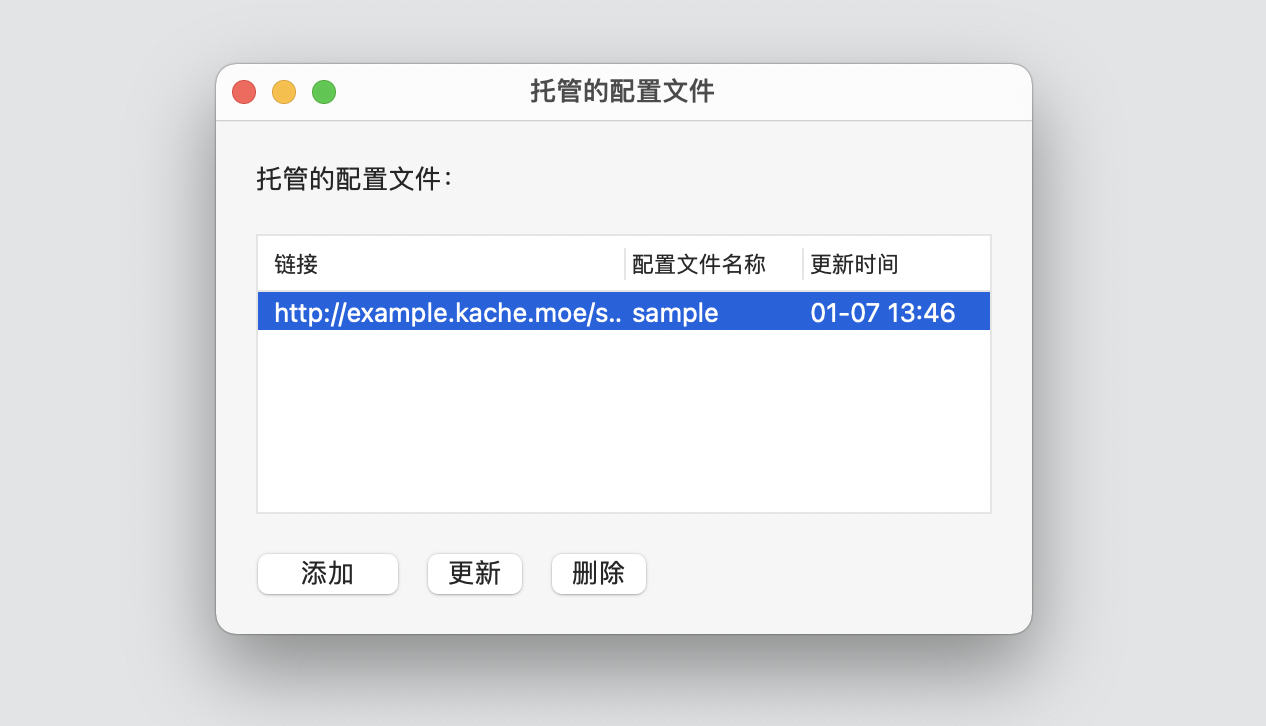 托管的配置文件
托管的配置文件：
链接 配置文件名称 更新时间
http://example.kache.moe/s.. sample 01-07 13:46
添加 更新 删除